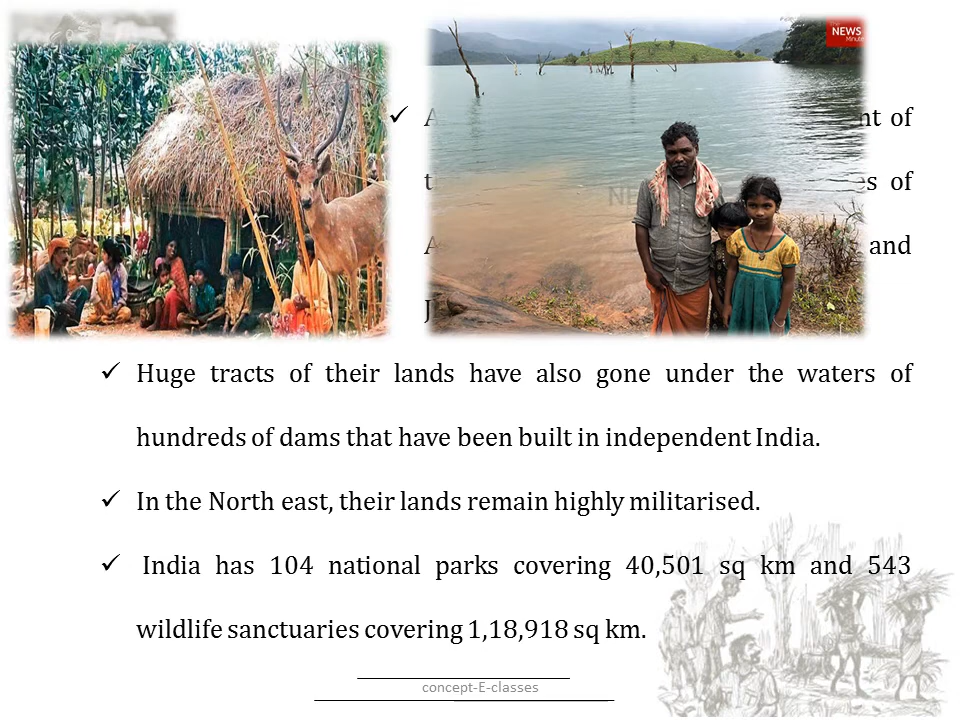 The
NEWS
Minute
✓ A nt of
t es of
A and
J
✓ Huge tracts of their lands have also gone under the waters of
hundreds of dams that have been built in independent India.
✓ In the North east, their lands remain highly militarised.
✓ India has 104 national parks covering 40,501 sq km and 543
wildlife sanctuaries covering 1,18,918 sq km.
concept-E-classes